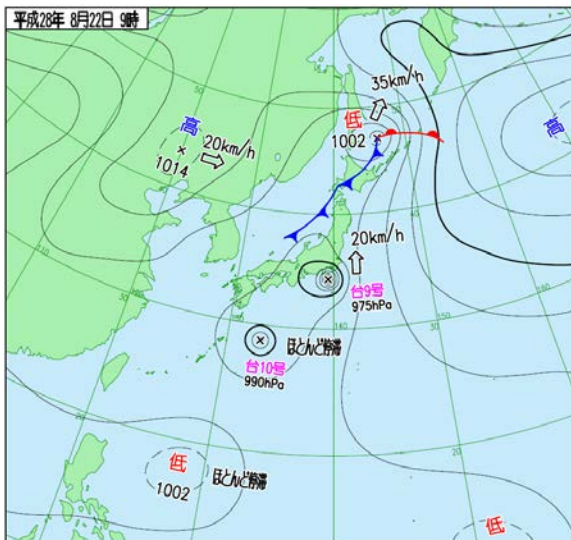 平成28年 8月22日 9時
35km/h
低
1002
高
20km/h
1014
高
20km/h
台9号
975hPa
ほとんど停滞
台10号
990hPa
低
1002
ほとんど停滞
低
140